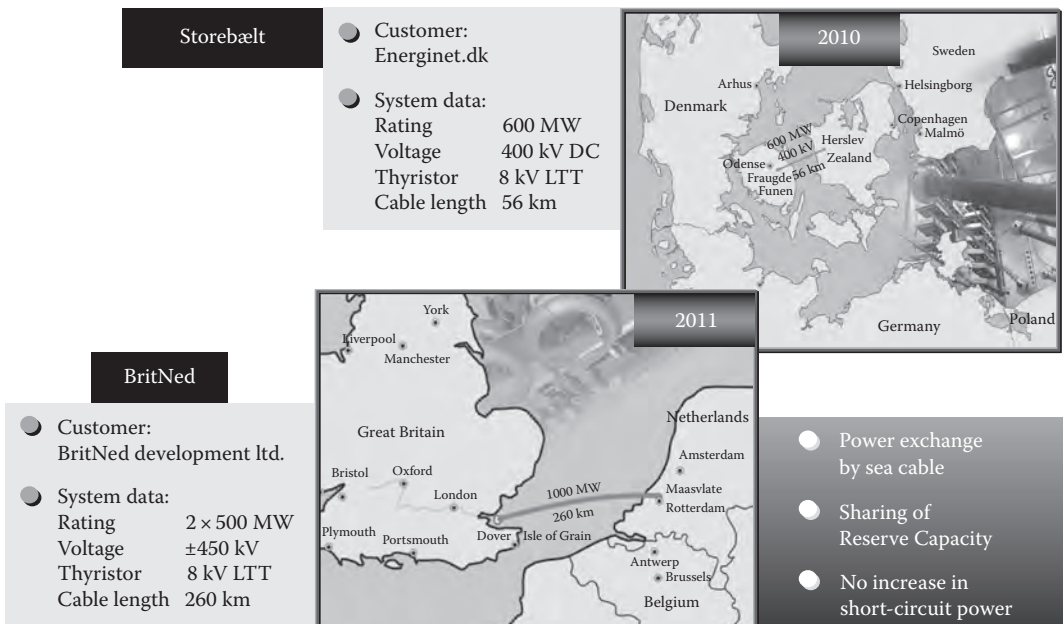 Storebælt
Customer:
Energinet.dk
System data:
Rating 600 MW
Voltage 400 kV DC
Thyristor 8 kV LTT
Cable length 56 km
2010
Sweden
Arhus
Helsingborg
Denmark
Copenhagen
Malmö
600 MW
400 kV
56 km
Herslev
Zealand
Odense
Fraugde
Funen
Germany
Poland
BritNed
Customer:
BritNed development ltd.
System data:
Rating 2 × 500 MW
Voltage ±450 kV
Thyristor 8 kV LTT
Cable length 260 km
2011
York
Liverpool
Manchester
Netherlands
Great Britain
Amsterdam
Bristol
Oxford
London
1000 MW
260 km
Maasvlate
Rotterdam
Plymouth
Portsmouth
Dover
Isle of Grain
Antwerp
Brussels
Belgium
Power exchange
by sea cable
Sharing of
Reserve Capacity
No increase in
short-circuit power